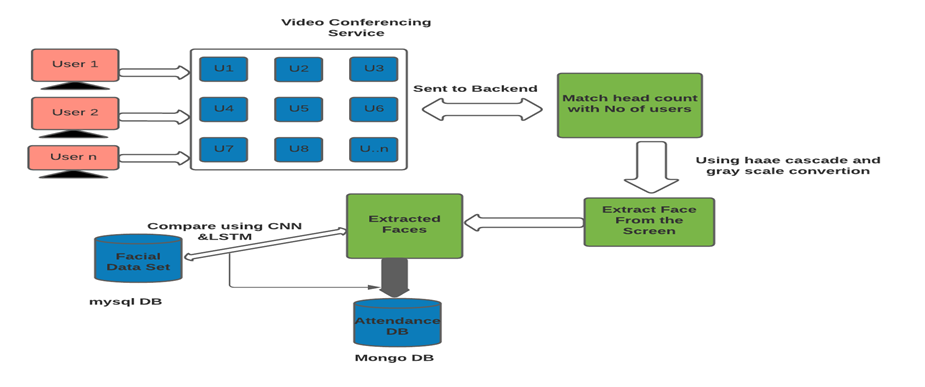 Video Conferencing
Service
User 1
User 2
User n
U1
U2
U3
U4
U5
U6
U7
U8
U..n
Sent to Backend
Match head count
with No of users
Using haae cascade and
gray scale convertion
Extract Face
From the
Screen
Extracted
Faces
Compare using CNN
&LSTM
Facial
Data Set
mysql DB
Attendance
DB
Mongo DB